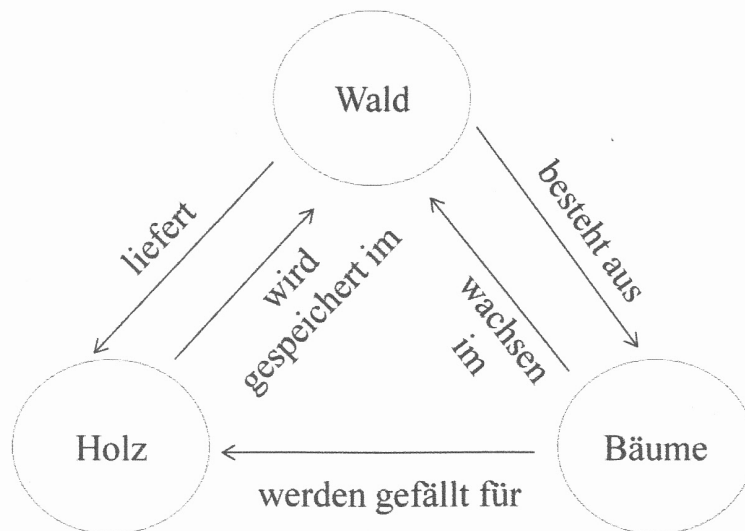 Wald
liefert
wird
gespeichert im
wachsen
im
besteht aus
Holz
Bäume
werden gefällt für